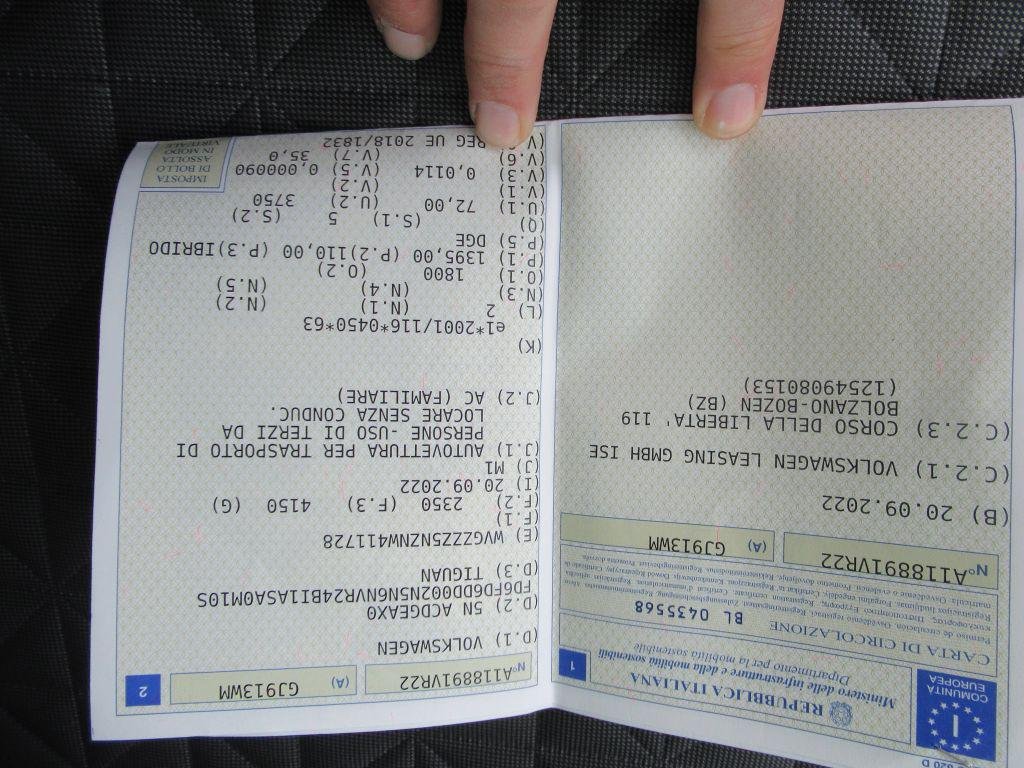 820 D
COMUNITÀ
EUROPEA
I
REPUBBLICA ITALIANA
Ministero delle infrastrutture e della mobilità sostenibili
Dipartimento per la mobilità sostenibile
1
CARTA DI CIRCOLAZIONE
BL 0435568
N° A118891VR22
(A) GJ913WM
(B) 20.09.2022
(C.2.1) VOLKSWAGEN LEASING GMBH ISE
(C.2.3) CORSO DELLA LIBERTA' 119
BOLZANO-BOZEN (BZ)
(12549080153)
N° A118891VR22
(A) GJ913WM
2
(D.1) VOLKSWAGEN
(D.2) 5N ACDGEAX0
FD6FD6DD002N5N6NVR24BIIASA0M10S
(D.3) TIGUAN
(E) WVGZZZ5NZNW411728
(F.1)
(F.2) 2350 (F.3) 4150 (G)
(I) 20.09.2022
(J) M1
(J.1) AUTOVETTURA PER TRASPORTO DI
PERSONE -USO DI TERZI DA
LOCARE SENZA CONDUC.
(J.2) AC (FAMILIARE)
(K)
e1*2001/116*0450*63
(L) 2 (N.1) (N.2)
(N.3) (N.4) (N.5)
(O.1) 1800 (O.2)
(P.1) 1395,00 (P.2)110,00 (P.3)IBRIDO
(P.5) DGE
(Q) (S.1) 5 (S.2)
(U.1) 72,00 (U.2) 3750
(V.1) (V.2)
(V.3) 0,0114 (V.5) 0,000090
(V.6) (V.7) 35,0
REG UE 2018/1832
IMPOSTA
DI BOLLO
ASSOLTA
IN MODO
VIRTUALE